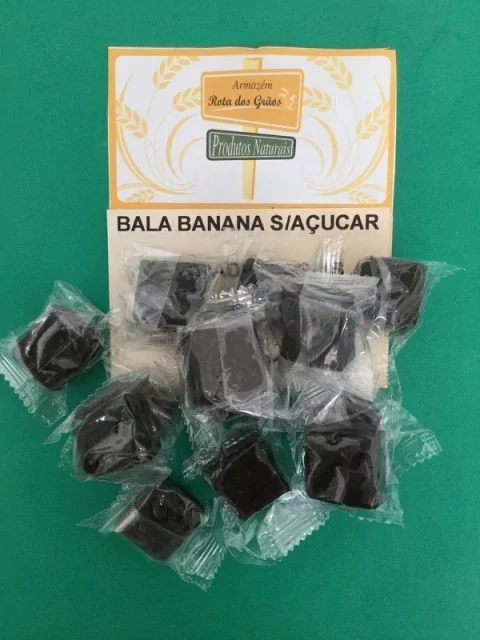 Armazém
Rota dos Grãos
Produtos Naturais
BALA BANANA S/AÇUCAR